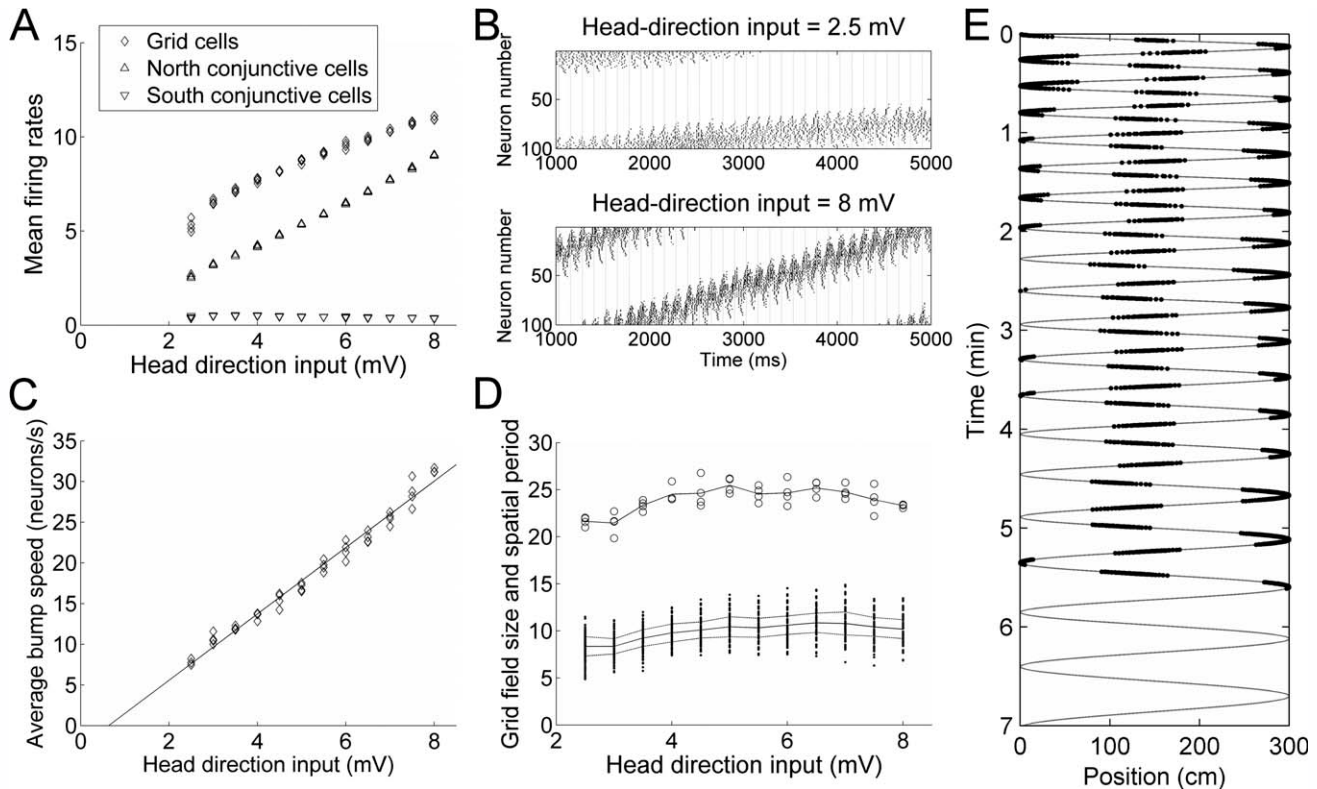 A
Mean firing rates
15
10
5
0
Grid cells
North conjunctive cells
South conjunctive cells
0 2 4 6 8
Head direction input (mV)
B
Head-direction input = 2.5 mV
Neuron number
50
100
1000 2000 3000 4000 5000
Head-direction input = 8 mV
Neuron number
50
100
1000 2000 3000 4000 5000
Time (ms)
C
Average bump speed (neurons/s)
35
30
25
20
15
10
5
0
0 2 4 6 8
Head direction input (mV)
D
Grid field size and spatial period
30
25
20
15
10
5
0
2 4 6 8
Head direction input (mV)
E
Time (min)
0
1
2
3
4
5
6
7
0 100 200 300
Position (cm)